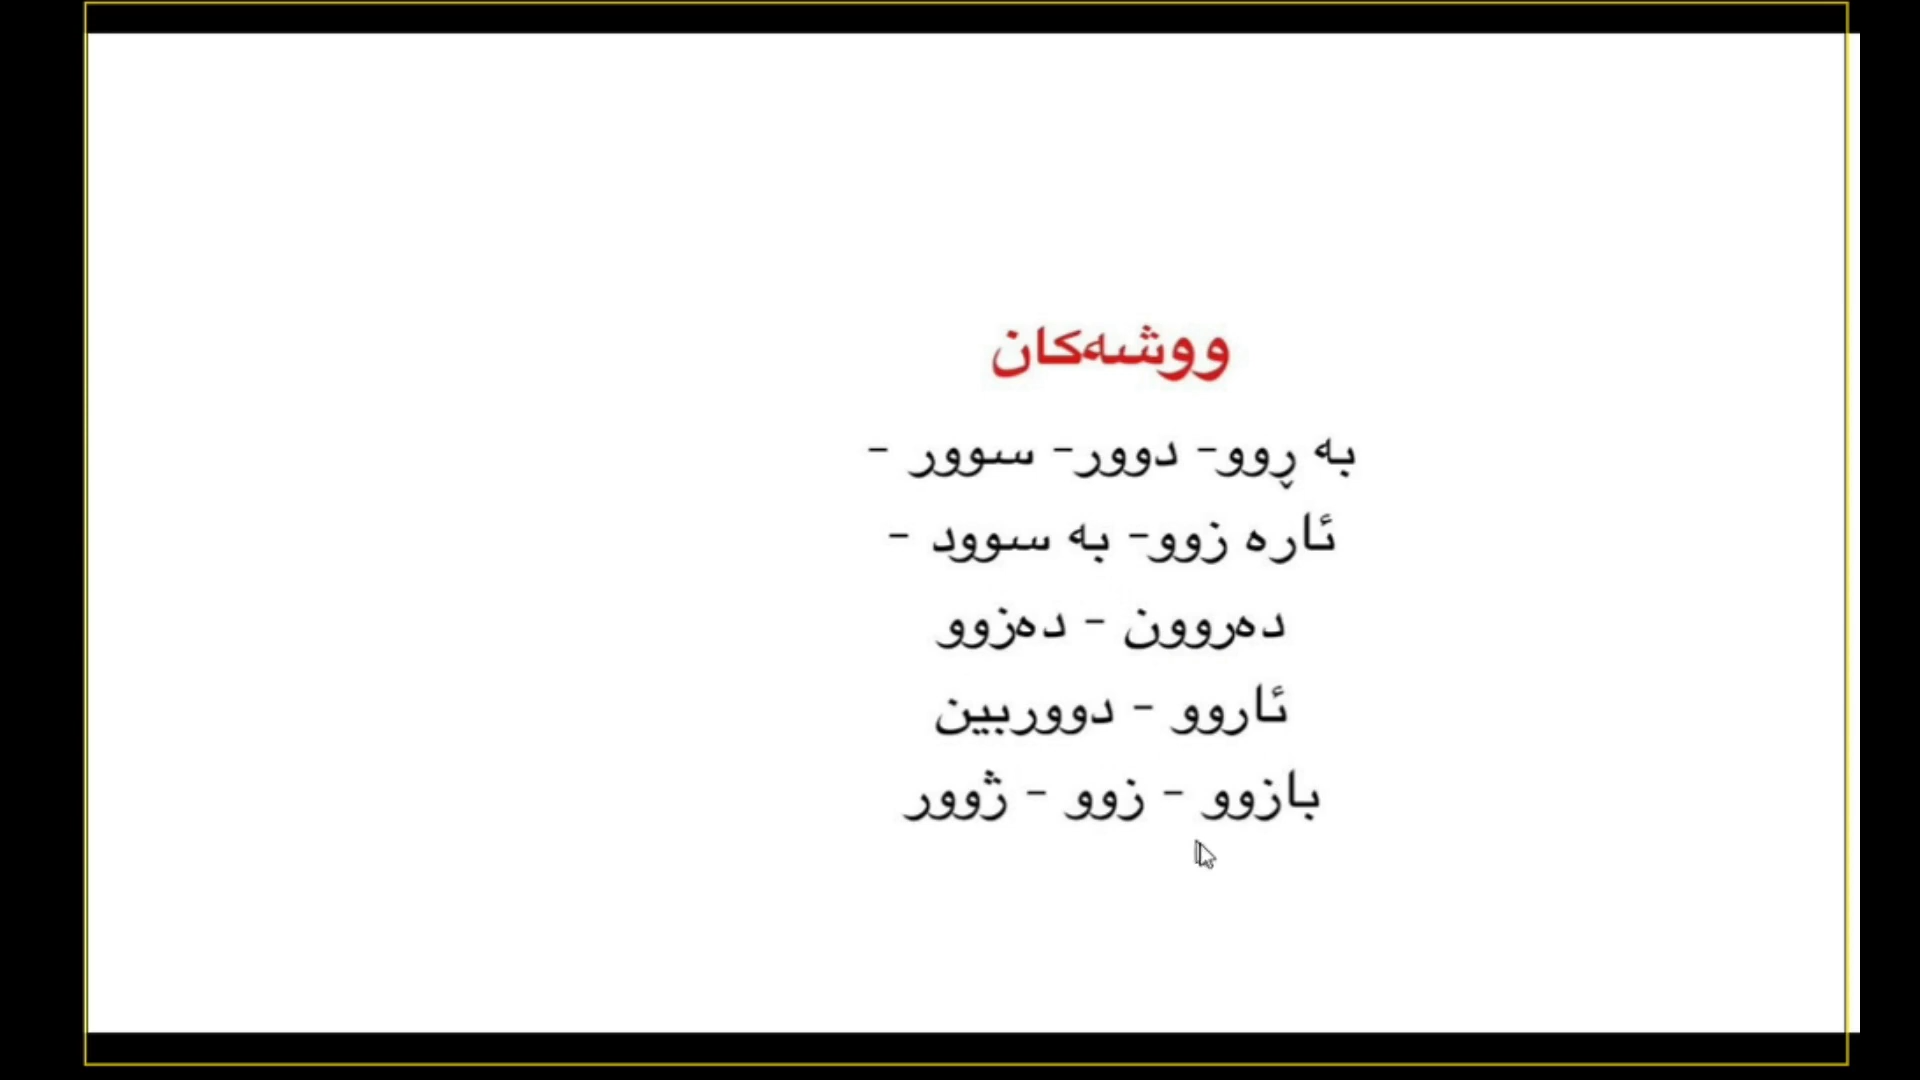 ووشەکان
بە ڕوو- دوور- سوور -
ئارە زوو- بە سوود -
دەروون - دەزوو
ئاروو - دووربین
بازوو - زوو - ژوور